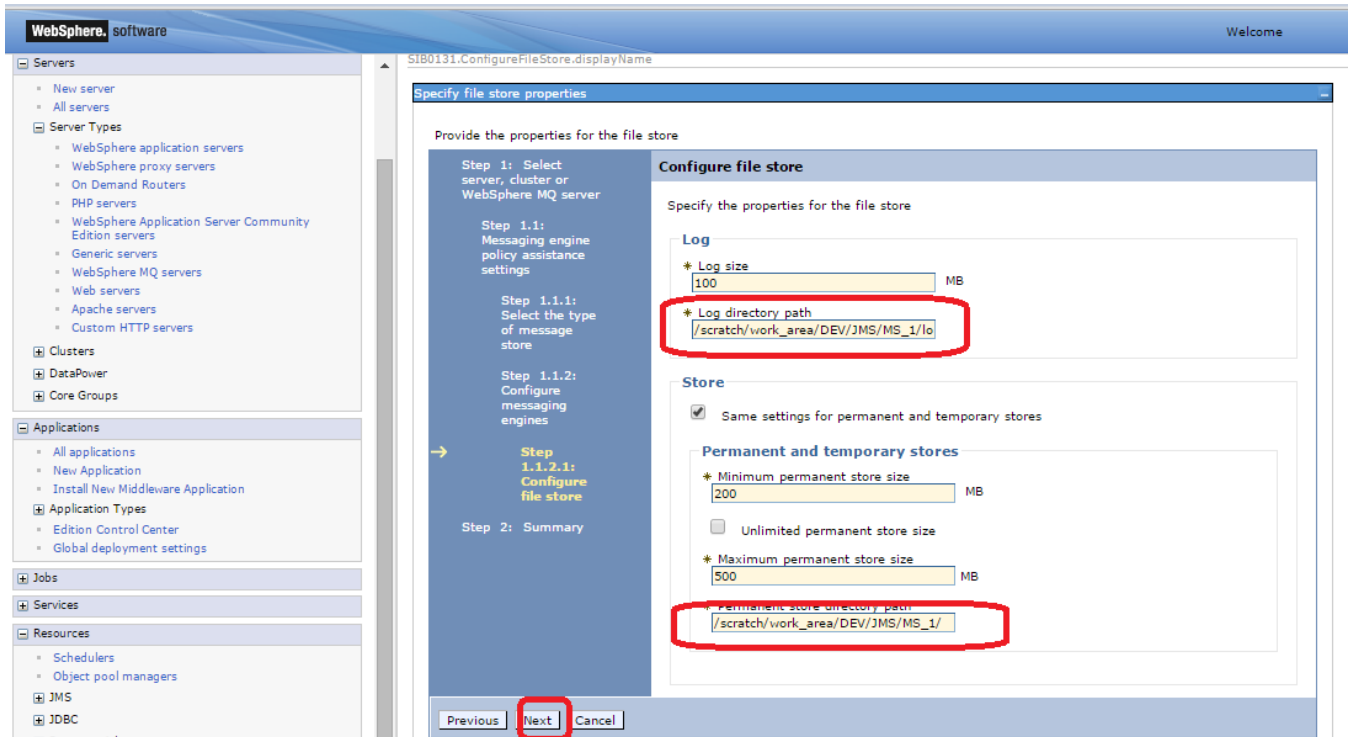 WebSphere. software
Welcome
Servers
New server
All servers
Server Types
WebSphere application servers
WebSphere proxy servers
On Demand Routers
PHP servers
WebSphere Application Server Community
Edition servers
Generic servers
WebSphere MQ servers
Web servers
Apache servers
Custom HTTP servers
Clusters
DataPower
Core Groups
Applications
All applications
New Application
Install New Middleware Application
Application Types
Edition Control Center
Global deployment settings
Jobs
Services
Resources
Schedulers
Object pool managers
JMS
JDBC
SIB0131.ConfigureFileStore.displayName
Specify file store properties
Provide the properties for the file store
Step 1: Select
server, cluster or
WebSphere MQ server
Step 1.1:
Messaging engine
policy assistance
settings
Step 1.1.1:
Select the type
of message
store
Step 1.1.2:
Configure
messaging
engines
Step
1.1.2.1:
Configure
file store
Step 2: Summary
Configure file store
Specify the properties for the file store
Log
* Log size
100 MB
* Log directory path
/scratch/work_area/DEV/JMS/MS_1/lo
Store
Same settings for permanent and temporary stores
Permanent and temporary stores
* Minimum permanent store size
200 MB
Unlimited permanent store size
* Maximum permanent store size
500 MB
* Permanent store directory path
/scratch/work_area/DEV/JMS/MS_1/
Previous Next Cancel